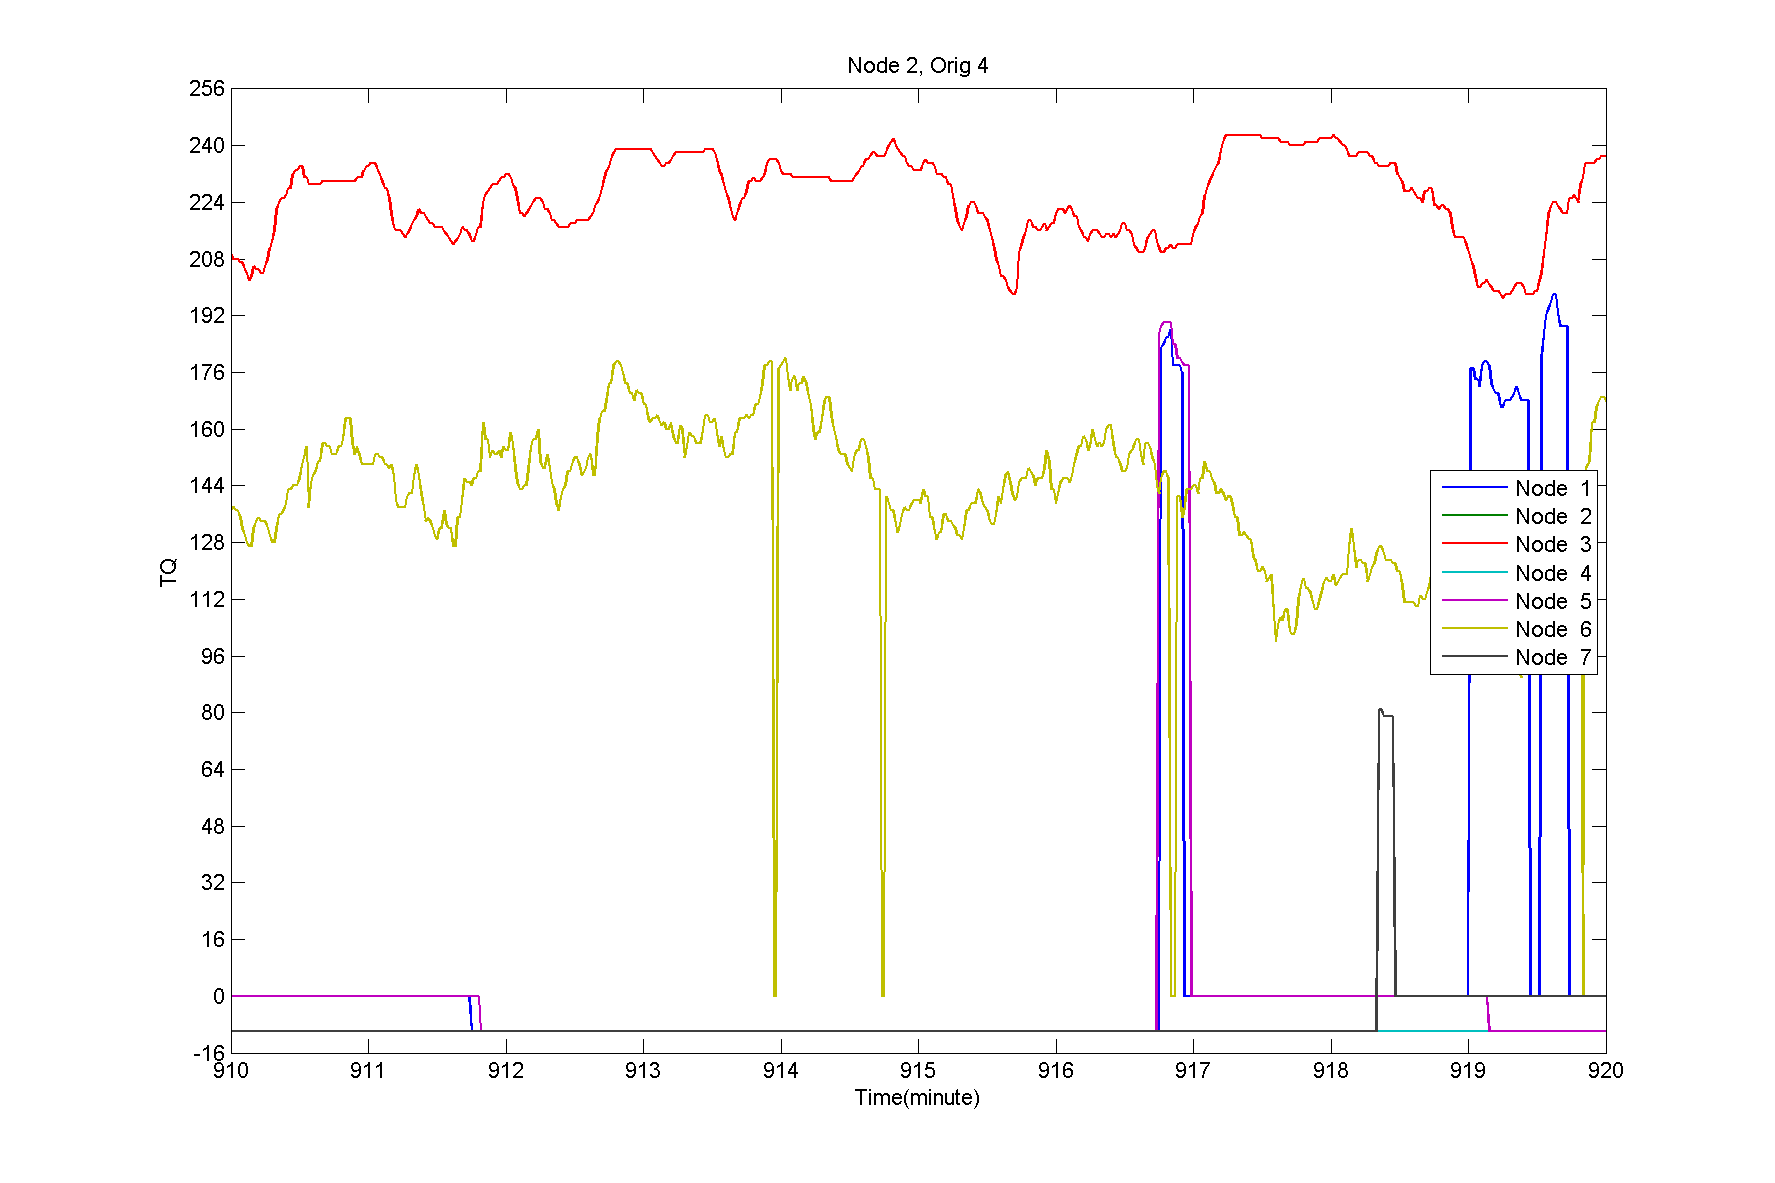 Node 2, Orig 4
256
240
224
208
192
176
160
144
128
112
96
80
64
48
32
16
0
-16
TQ
Node 1
Node 2
Node 3
Node 4
Node 5
Node 6
Node 7
910 911 912 913 914 915 916 917 918 919 920
Time(minute)